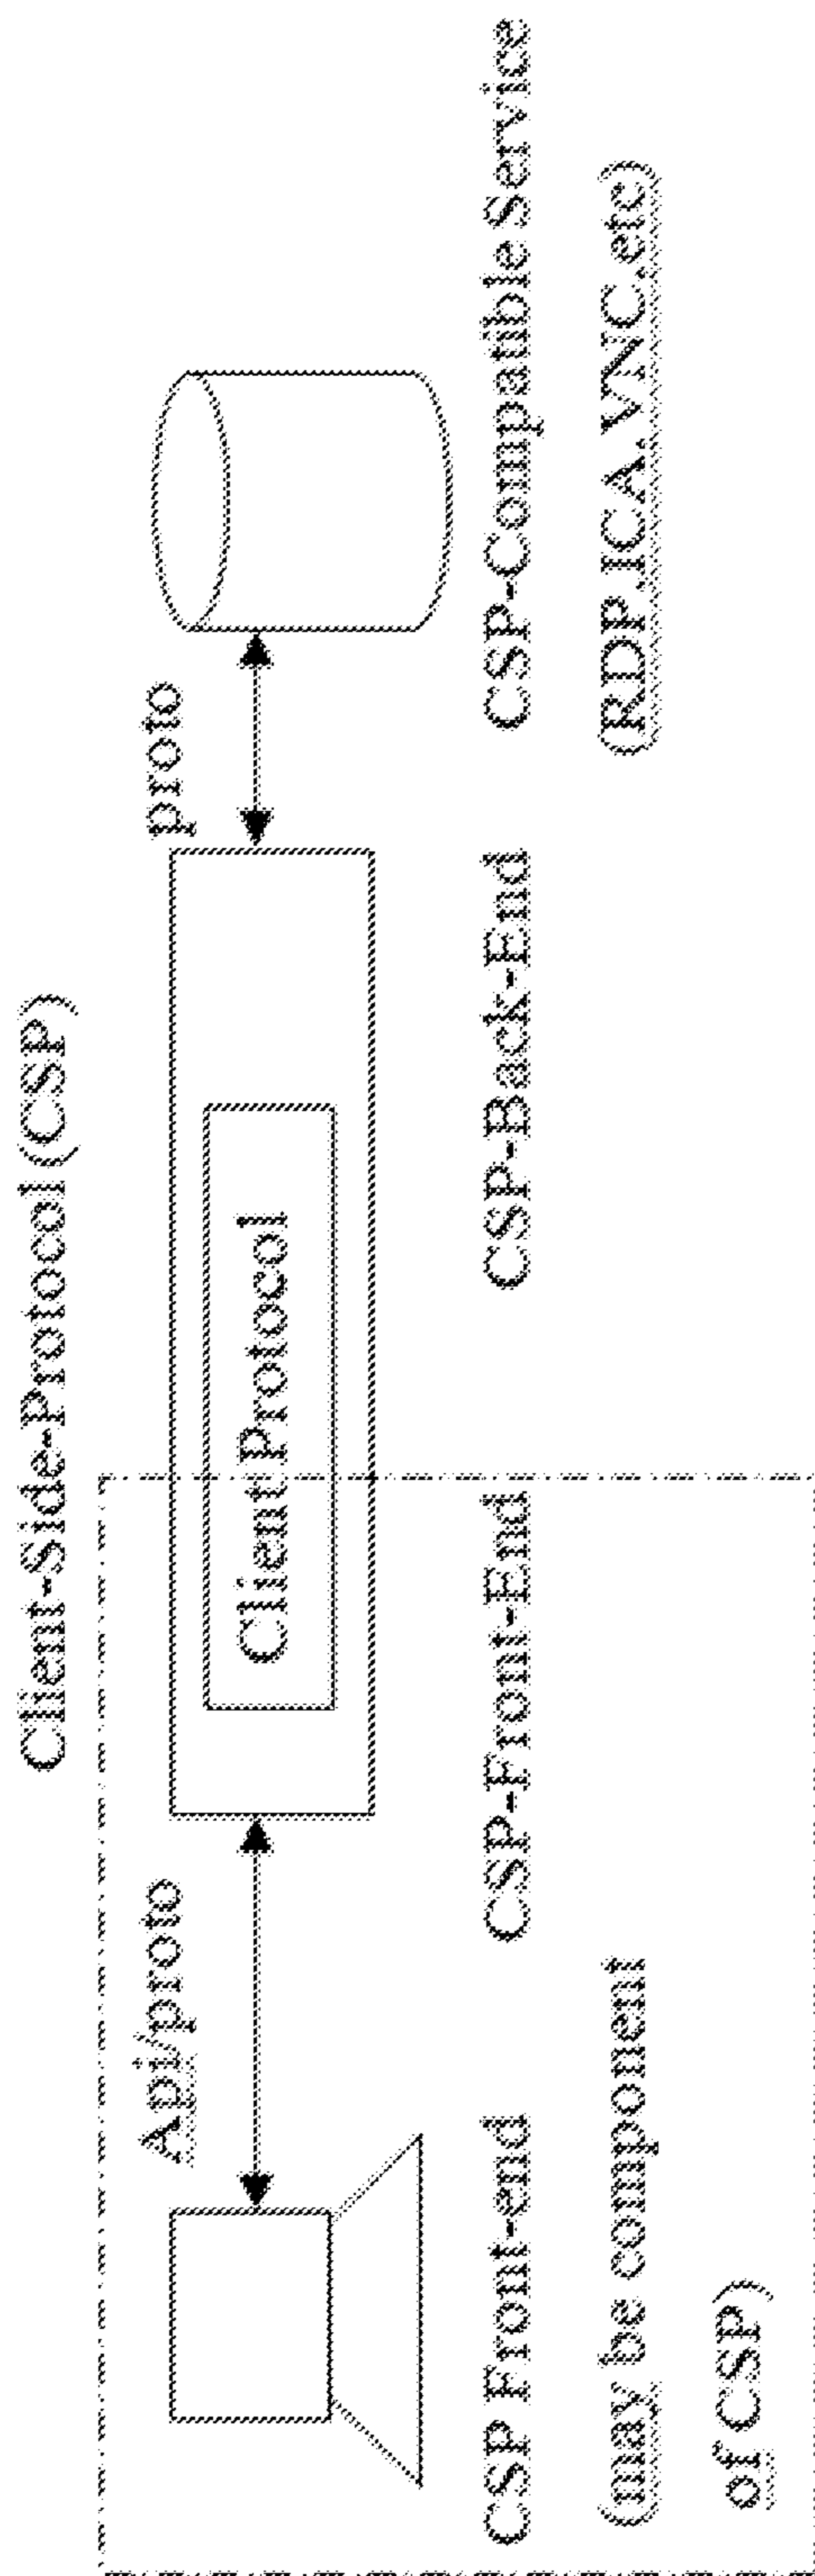 Client-Side-Protocol (CSP)
Api/proto
proto
Client Protocol
CSP Front-end
(may be component
of CSP)
CSP-Front-End
CSP-Back-End
CSP-Compatible Service
(RDP,ICA,VNC,etc)